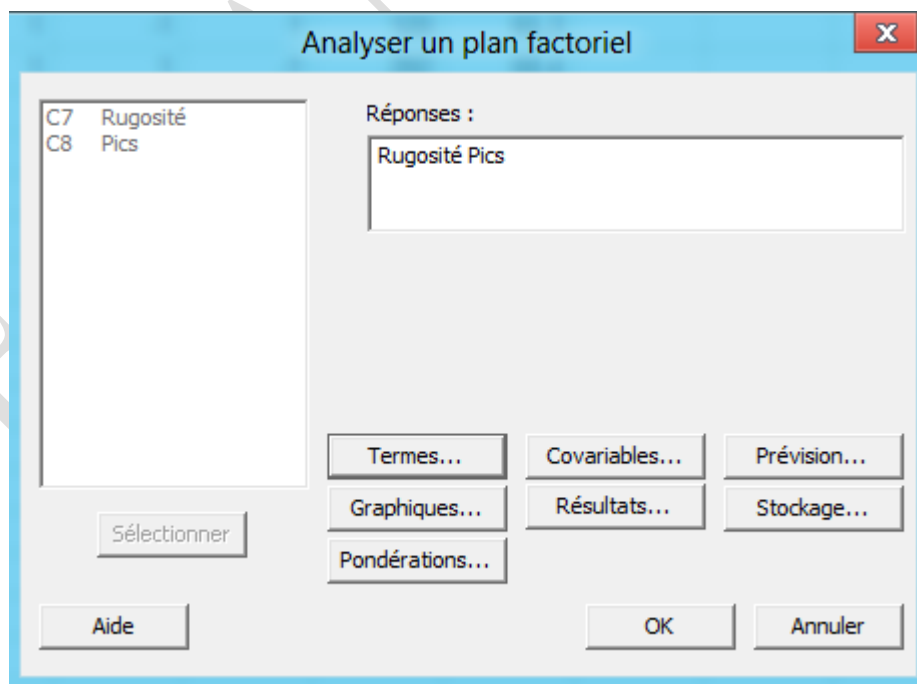 Analyser un plan factoriel
x
C7 Rugosité
C8 Pics
Réponses :
Rugosité Pics
Termes...
Covariables...
Prévision...
Graphiques...
Résultats...
Stockage...
Sélectionner
Pondérations...
Aide
OK
Annuler